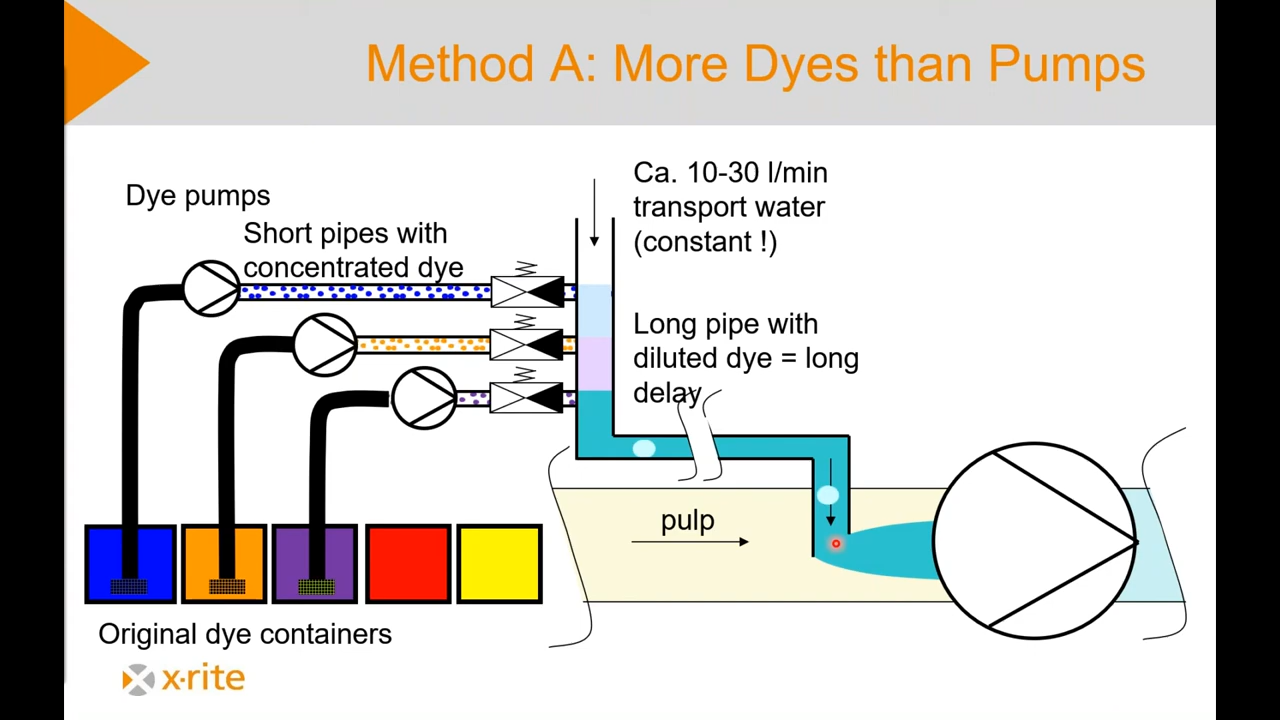 Method A: More Dyes than Pumps
Dye pumps
Short pipes with
concentrated dye
Ca. 10-30 l/min
transport water
(constant !)
Long pipe with
diluted dye = long
delay
pulp
Original dye containers
x·rite